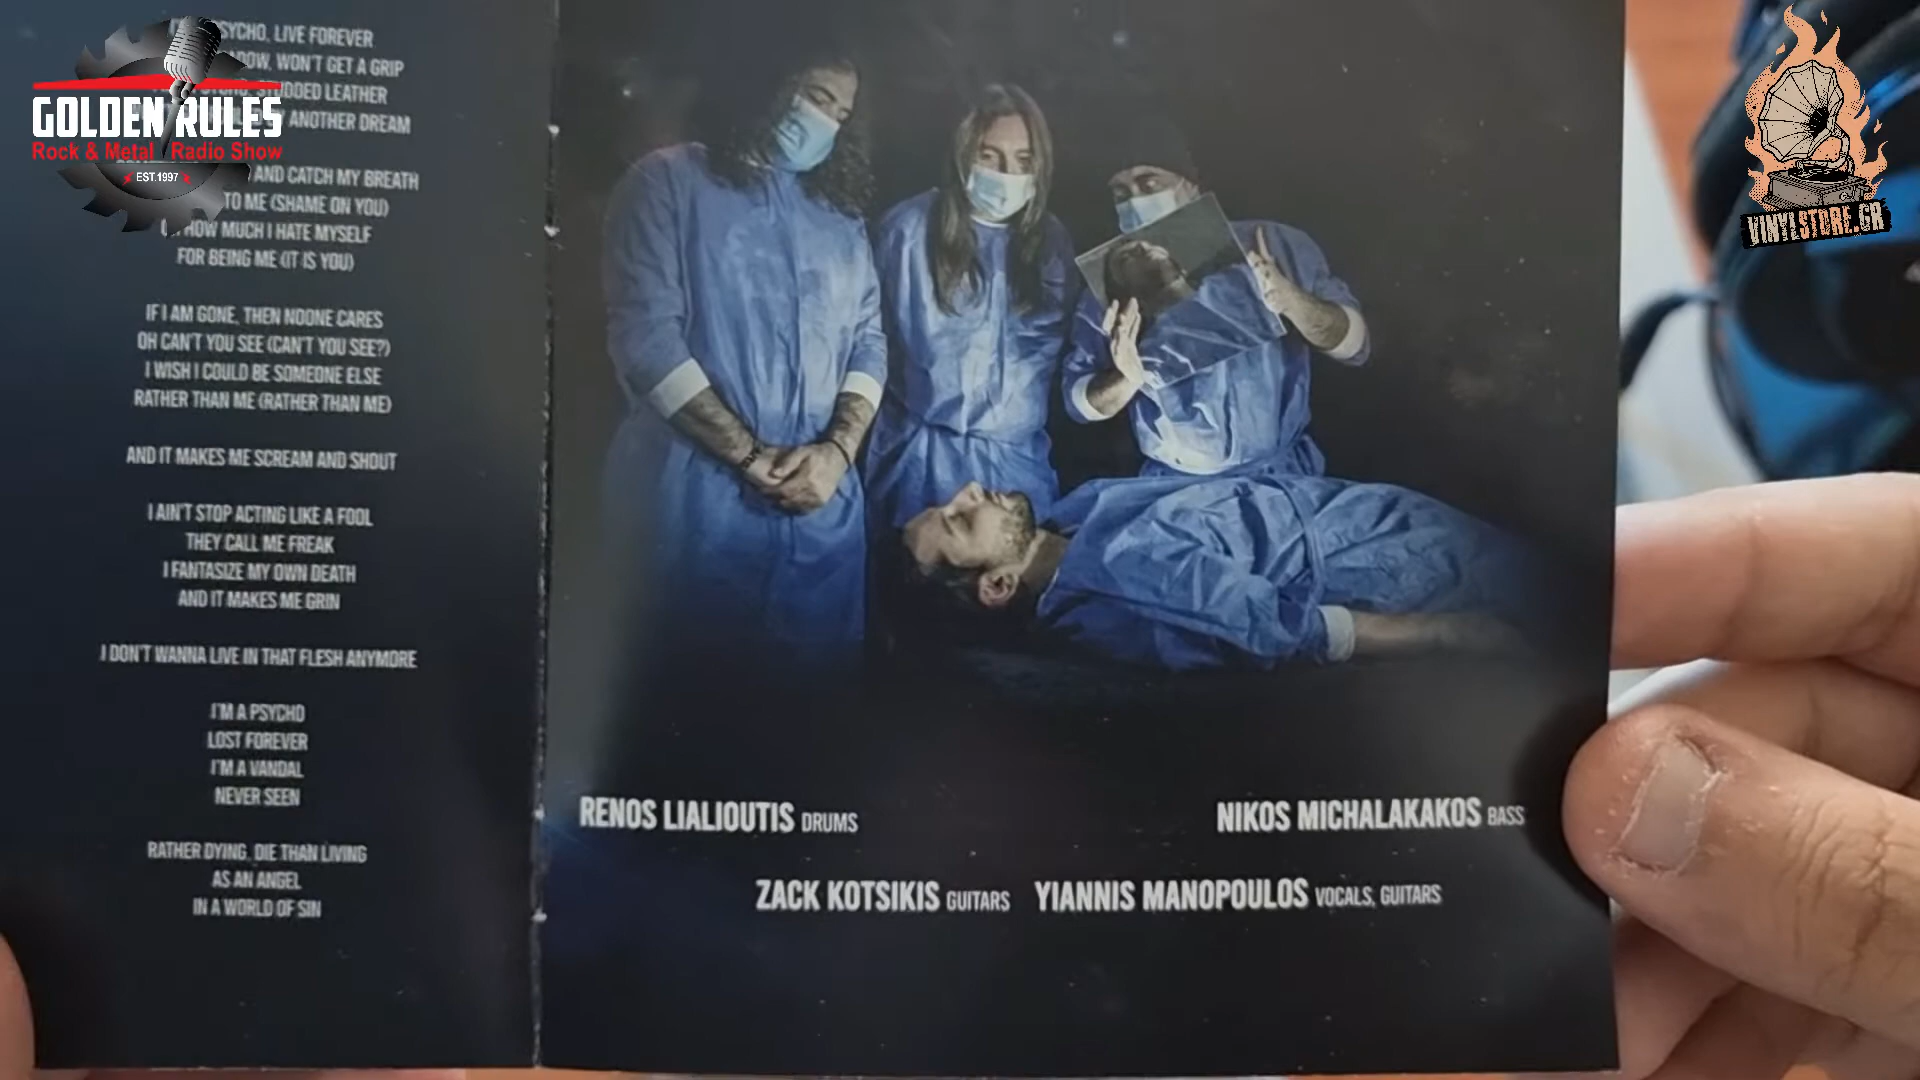 GOLDEN RULES
Rock & Metal Radio Show
EST.1997
VINYLSTORE.GR
PSYCHO, LIVE FOREVER
WON'T GET A GRIP
STUDDED LEATHER
ANOTHER DREAM
AND CATCH MY BREATH
TO ME (SHAME ON YOU)
HOW MUCH I HATE MYSELF
FOR BEING ME (IT IS YOU)
IF I AM GONE, THEN NOONE CARES
OH CAN'T YOU SEE (CAN'T YOU SEE?)
I WISH I COULD BE SOMEONE ELSE
RATHER THAN ME (RATHER THAN ME)
AND IT MAKES ME SCREAM AND SHOUT
I AIN'T STOP ACTING LIKE A FOOL
THEY CALL ME FREAK
I FANTASIZE MY OWN DEATH
AND IT MAKES ME GRIN
I DON'T WANNA LIVE IN THAT FLESH ANYMORE
I'M A PSYCHO
LOST FOREVER
I'M A VANDAL
NEVER SEEN
RATHER DYING, DIE THAN LIVING
AS AN ANGEL
IN A WORLD OF SIN
RENOS LIALIOUTIS DRUMS
NIKOS MICHALAKAKOS BASS
ZACK KOTSIKIS GUITARS
YIANNIS MANOPOULOS VOCALS, GUITARS